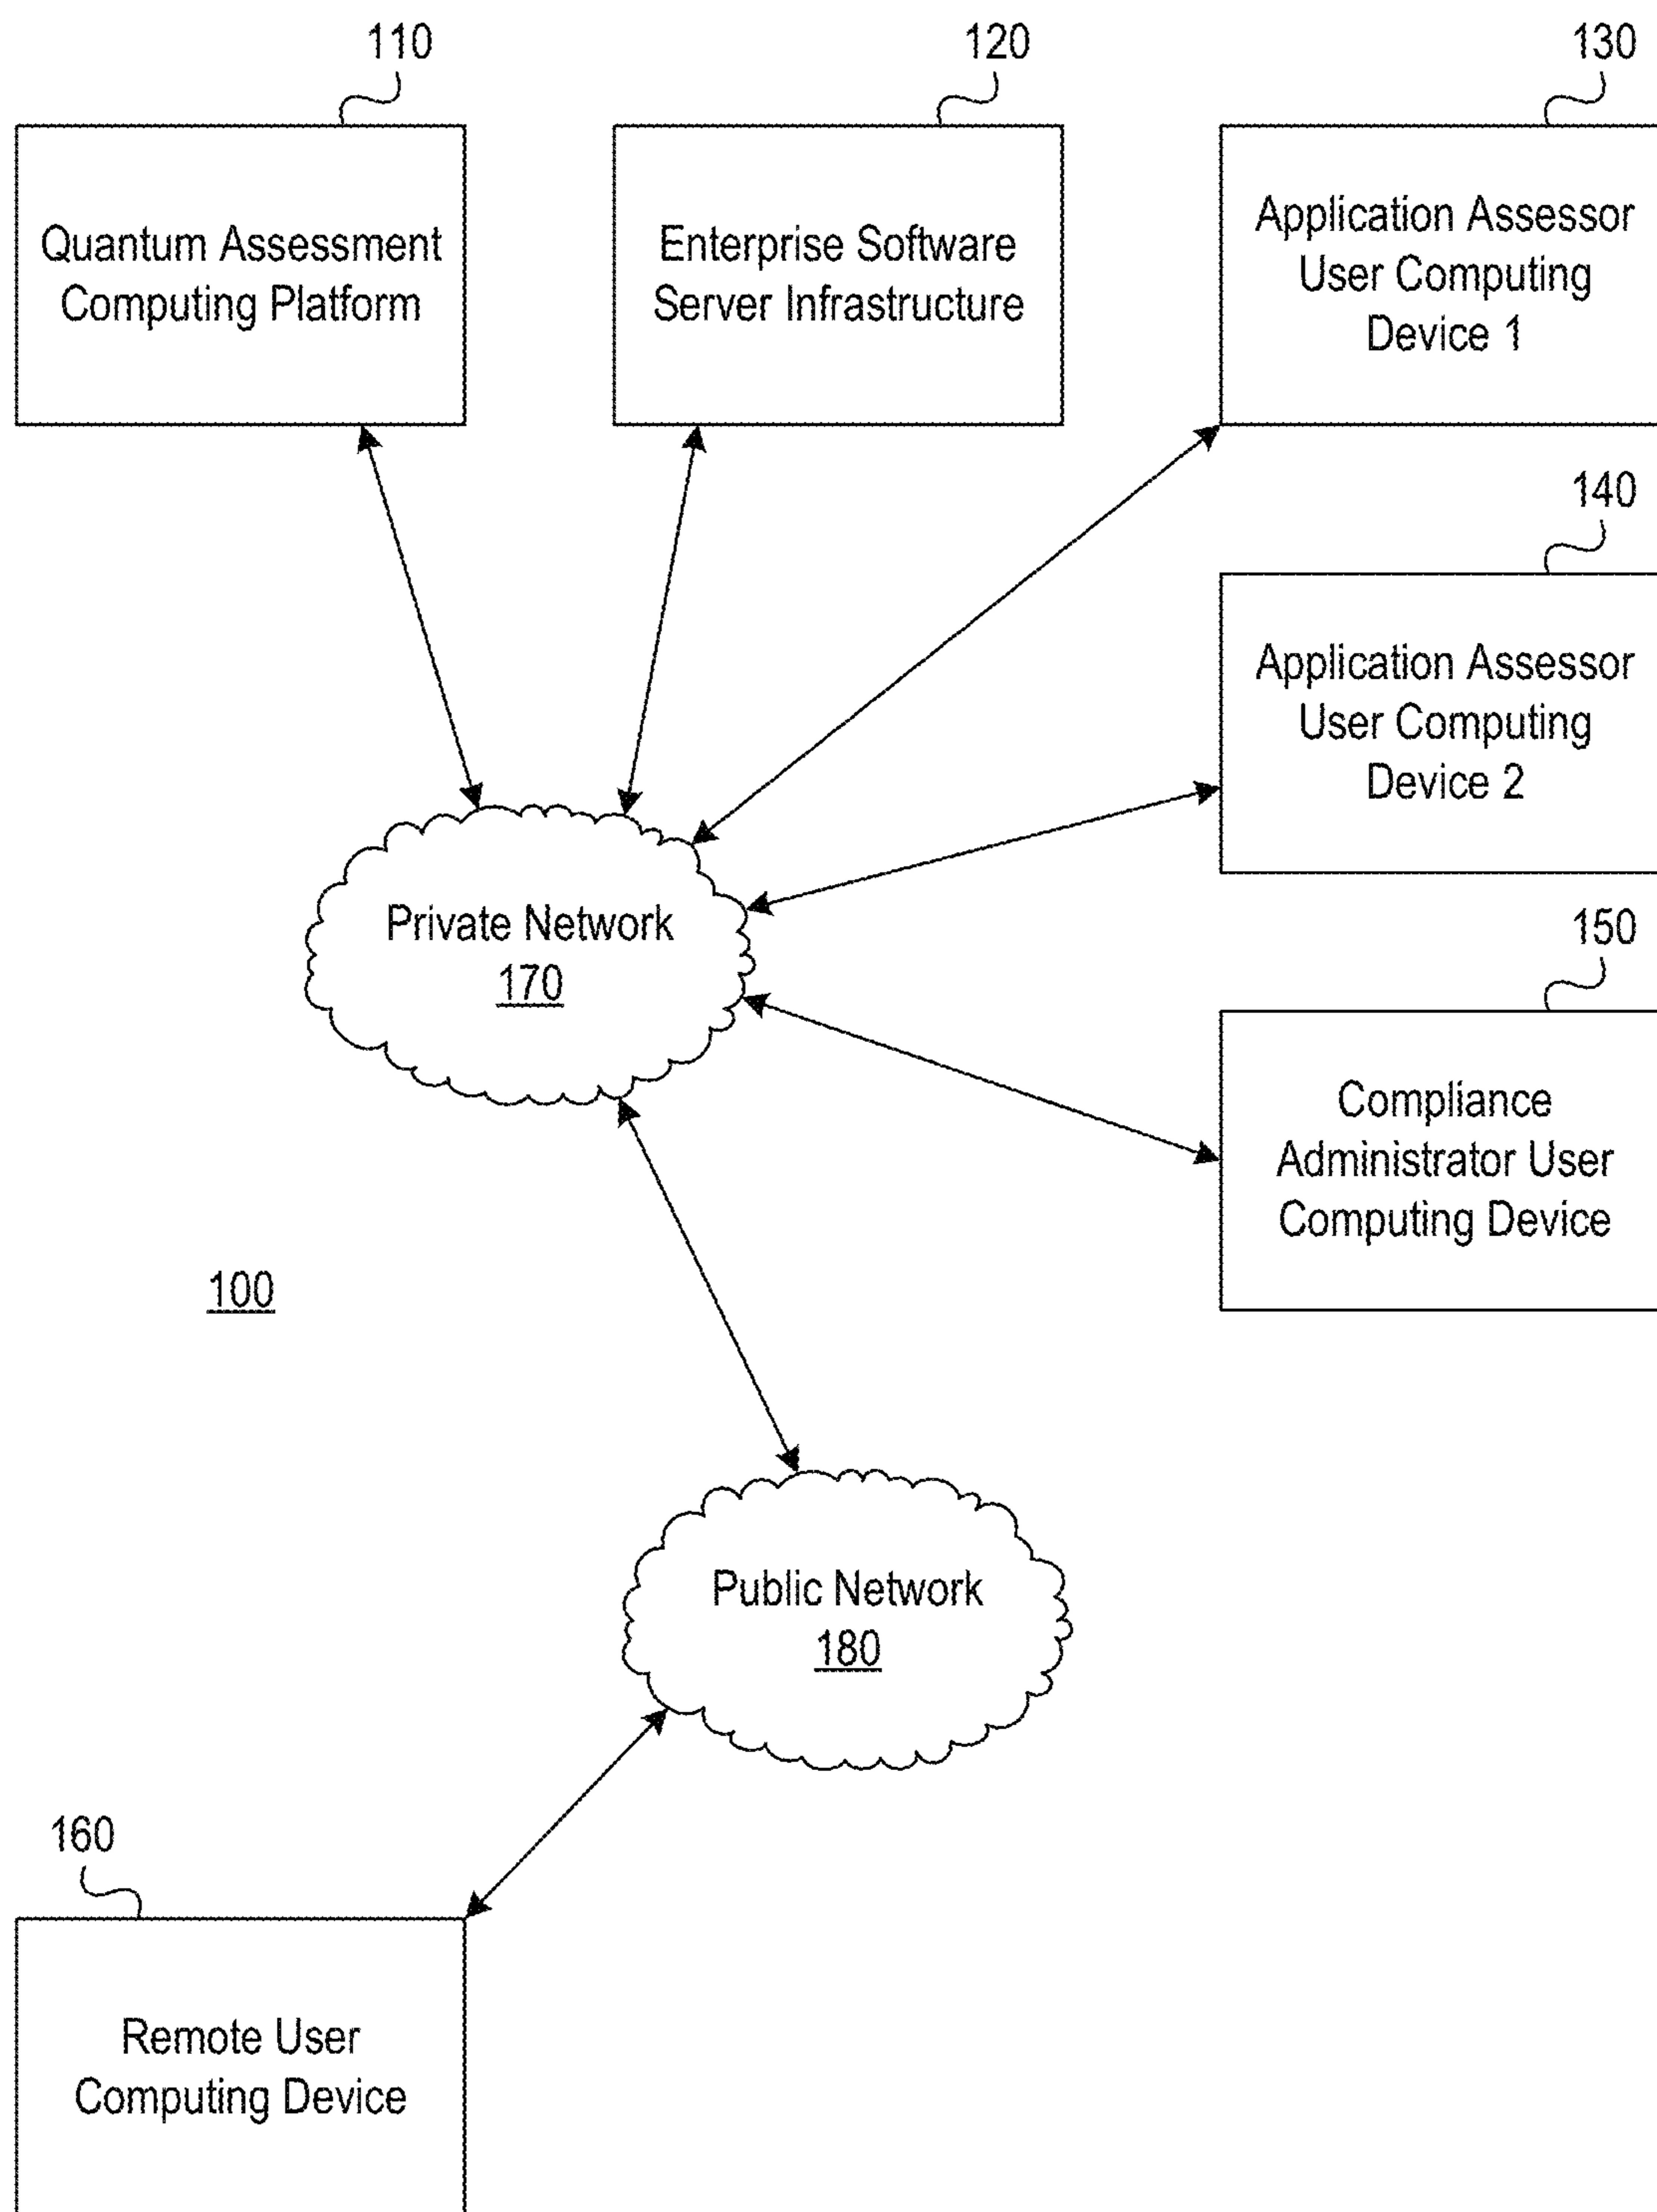 110
120
130
Quantum Assessment
Computing Platform
Enterprise Software
Server Infrastructure
Application Assessor
User Computing
Device 1
140
Application Assessor
User Computing
Device 2
Private Network
170
150
Compliance
Administrator User
Computing Device
100
Public Network
180
160
Remote User
Computing Device